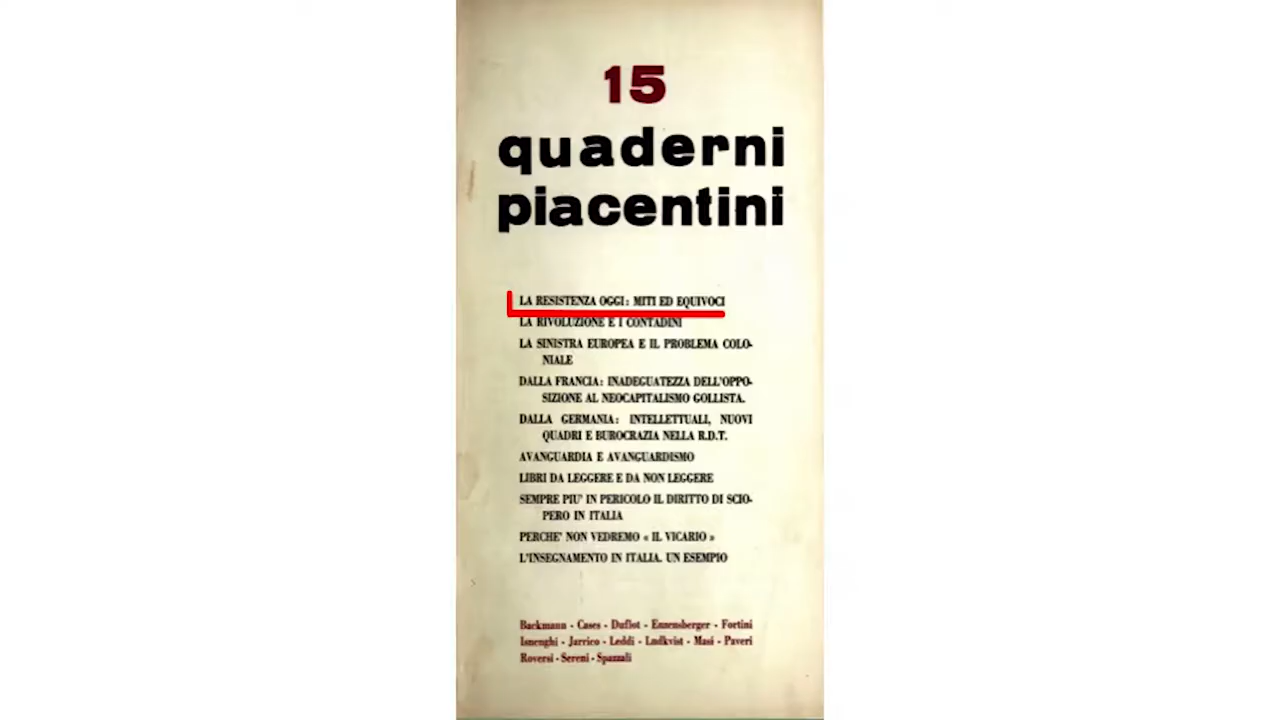 15
quaderni
piacentini
LA RESISTENZA OGGI: MITI ED EQUIVOCI
LA RIVOLUZIONE E I CONTADINI
LA SINISTRA EUROPEA E IL PROBLEMA COLO-
NIALE
DALLA FRANCIA: INADEGUATEZZA DELL'OPPO-
SIZIONE AL NEOCAPITALISMO GOLLISTA.
DALLA GERMANIA: INTELLETTUALI, NUOVI
QUADRI E BUROCRAZIA NELLA R.D.T.
AVANGUARDIA E AVANGUARDISMO
LIBRI DA LEGGERE E DA NON LEGGERE
SEMPRE PIU' IN PERICOLO IL DIRITTO DI SCIO-
PERO IN ITALIA
PERCHE' NON VEDREMO « IL VICARIO »
L'INSEGNAMENTO IN ITALIA. UN ESEMPIO
Backmann - Cases - Duflot - Enzensberger - Fortini
Isnenghi - Jarrico - Leddi - Lndkvist - Masi - Paveri
Roversi - Sereni - Spazzali